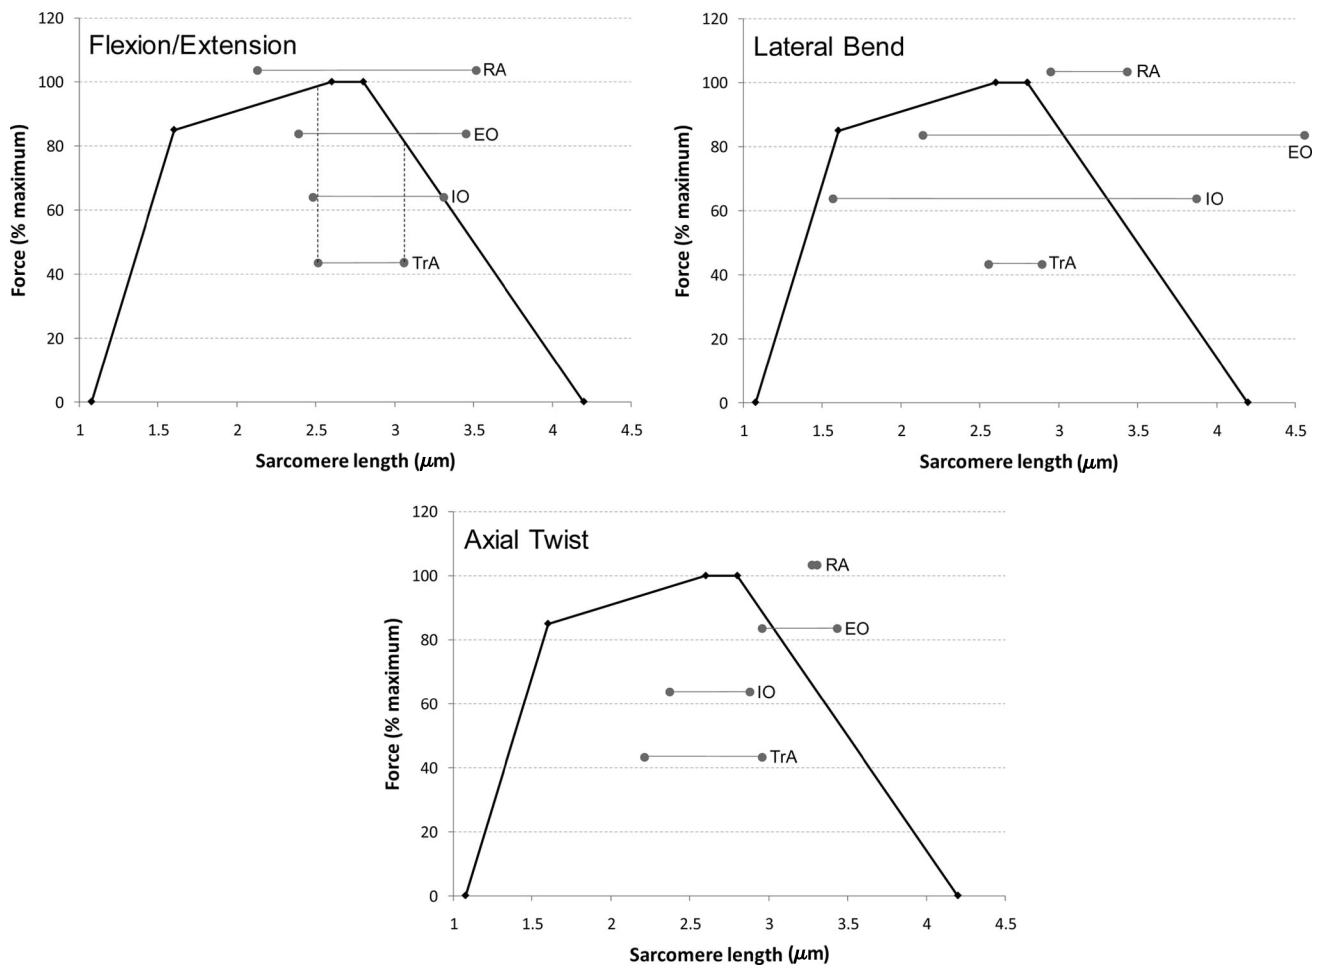 Flexion/Extension
120
100
80
60
40
20
0
RA
EO
IO
TrA
1 1.5 2 2.5 3 3.5 4 4.5
Force (% maximum)
Sarcomere length (μm)
Lateral Bend
120
100
80
60
40
20
0
RA
EO
IO
TrA
1 1.5 2 2.5 3 3.5 4 4.5
Force (% maximum)
Sarcomere length (μm)
Axial Twist
120
100
80
60
40
20
0
RA
EO
IO
TrA
1 1.5 2 2.5 3 3.5 4 4.5
Force (% maximum)
Sarcomere length (μm)